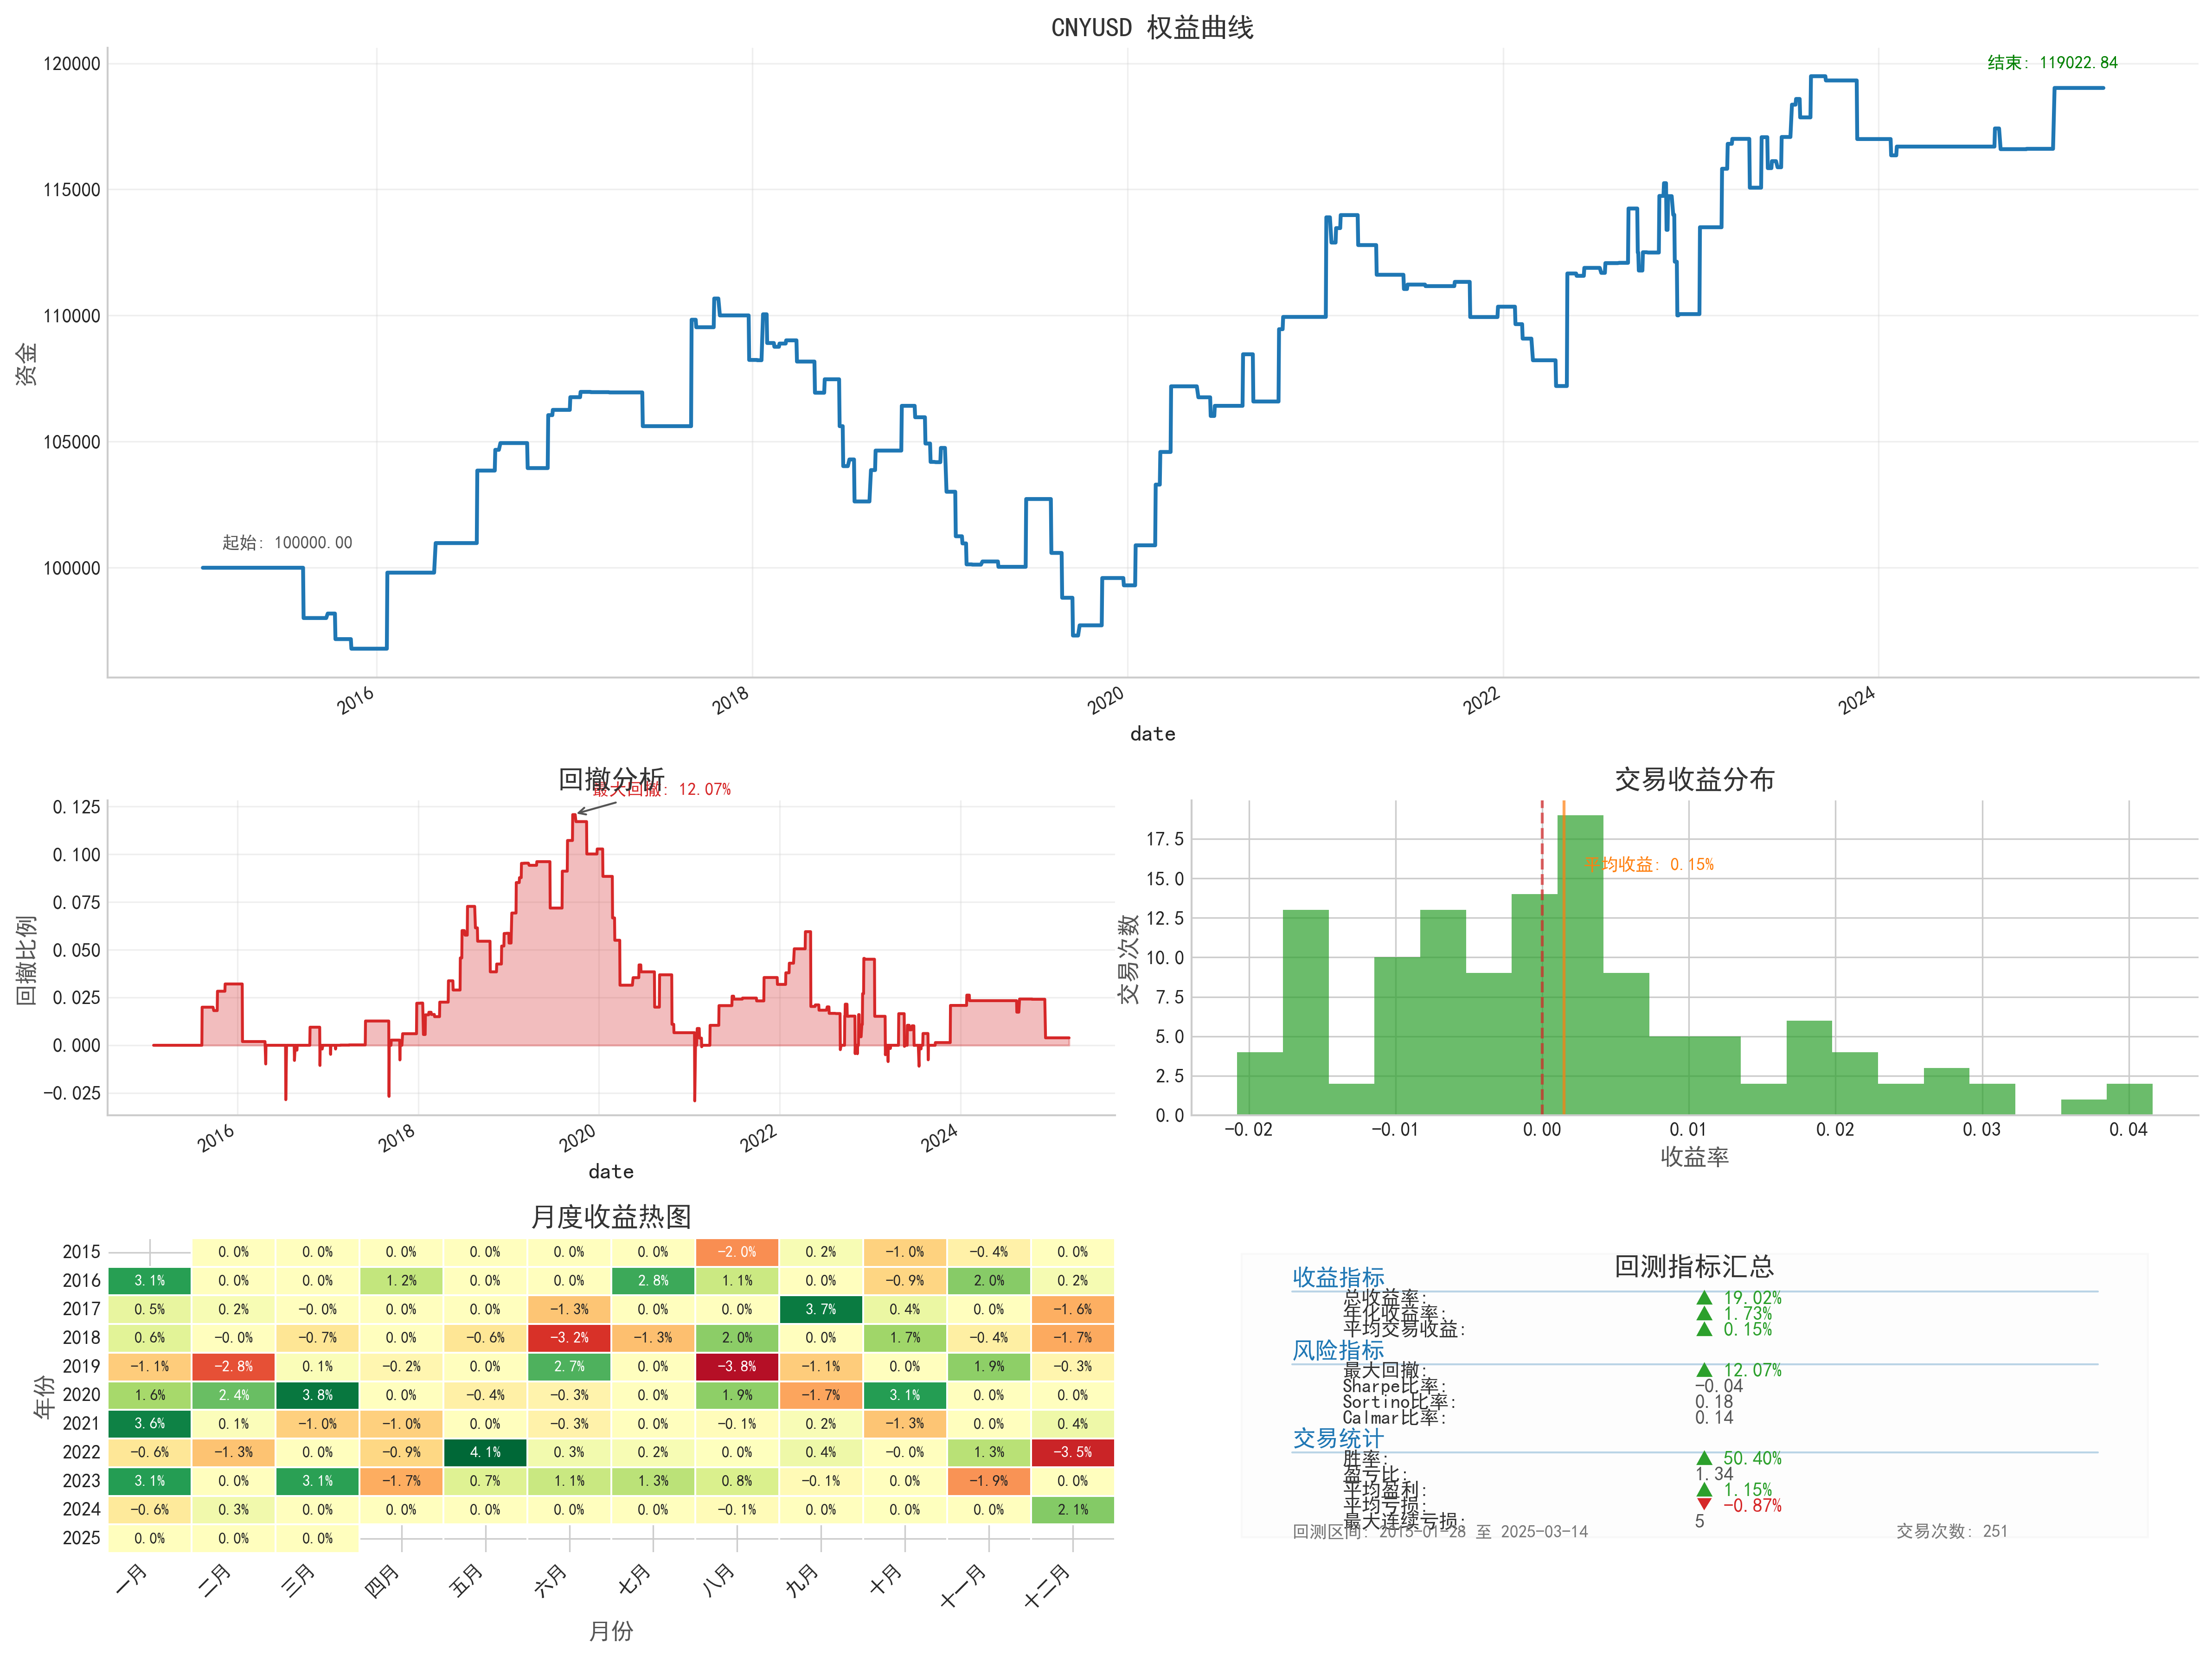 CNYUSD 权益曲线
120000
115000
110000
105000
100000
资金
起始: 100000.00
结束: 119022.84
2016
2018
2020
2022
2024
date
回撤分析
最大回撤: 12.07%
0.125
0.100
0.075
0.050
0.025
0.000
-0.025
回撤比例
2016
2018
2020
2022
2024
date
交易收益分布
平均收益: 0.15%
17.5
15.0
12.5
10.0
7.5
5.0
2.5
0.0
交易次数
-0.02 -0.01 0.00 0.01 0.02 0.03 0.04
收益率
月度收益热图
2015 0.0% 0.0% 0.0% 0.0% 0.0% 0.0% -2.0% 0.2% -1.0% -0.4% 0.0%
2016 3.1% 0.0% 0.0% 1.2% 0.0% 0.0% 2.8% 1.1% 0.0% -0.9% 2.0% 0.2%
2017 0.5% 0.2% -0.0% 0.0% 0.0% -1.3% 0.0% 0.0% 3.7% 0.4% 0.0% -1.6%
2018 0.6% -0.0% -0.7% 0.0% -0.6% -3.2% -1.3% 2.0% 0.0% 1.7% -0.4% -1.7%
2019 -1.1% -2.8% 0.1% -0.2% 0.0% 2.7% 0.0% -3.8% -1.1% 0.0% 1.9% -0.3%
2020 1.6% 2.4% 3.8% 0.0% -0.4% -0.3% 0.0% 1.9% -1.7% 3.1% 0.0% 0.0%
2021 3.6% 0.1% -1.0% -1.0% 0.0% -0.3% 0.0% -0.1% 0.2% -1.3% 0.0% 0.4%
2022 -0.6% -1.3% 0.0% -0.9% 4.1% 0.3% 0.2% 0.0% 0.4% -0.0% 1.3% -3.5%
2023 3.1% 0.0% 3.1% -1.7% 0.7% 1.1% 1.3% 0.8% -0.1% 0.0% -1.9% 0.0%
2024 -0.6% 0.3% 0.0% 0.0% 0.0% 0.0% 0.0% -0.1% 0.0% 0.0% 0.0% 2.1%
2025 0.0% 0.0% 0.0%
年份
一月 二月 三月 四月 五月 六月 七月 八月 九月 十月 十一月 十二月
月份
回测指标汇总
收益指标
总收益率: ▲ 19.02%
年化收益率: ▲ 1.73%
平均交易收益: ▲ 0.15%
风险指标
最大回撤: ▲ 12.07%
Sharpe比率: -0.04
Sortino比率: 0.18
Calmar比率: 0.14
交易统计
胜率: ▲ 50.40%
盈亏比: 1.34
平均盈利: ▲ 1.15%
平均亏损: ▼ -0.87%
最大连续亏损: 5
回测区间: 2015-01-28 至 2025-03-14 交易次数: 251